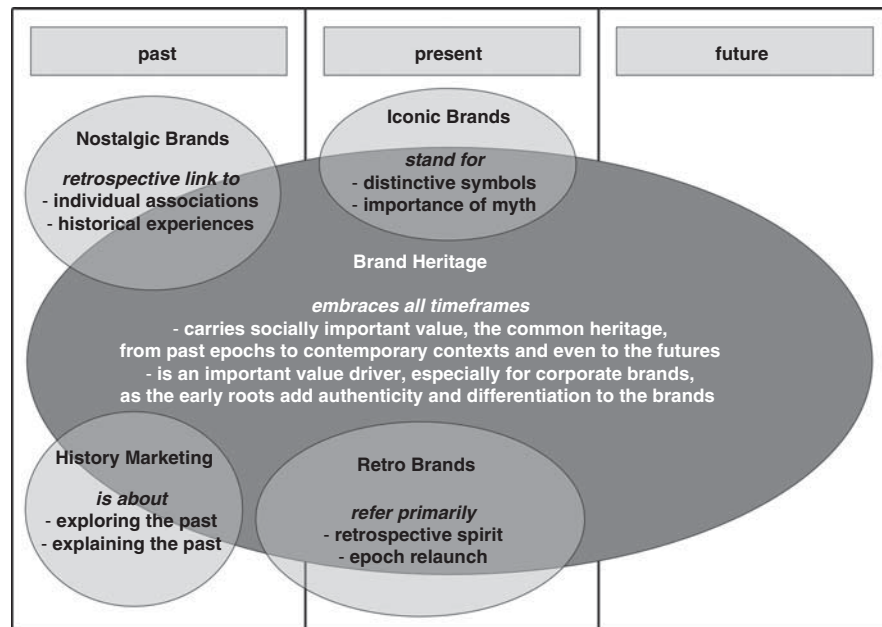 past
present
future
Nostalgic Brands
retrospective link to
- individual associations
- historical experiences
Iconic Brands
stand for
- distinctive symbols
- importance of myth
Brand Heritage
embraces all timeframes
- carries socially important value, the common heritage,
from past epochs to contemporary contexts and even to the futures
- is an important value driver, especially for corporate brands,
as the early roots add authenticity and differentiation to the brands
History Marketing
is about
- exploring the past
- explaining the past
Retro Brands
refer primarily
- retrospective spirit
- epoch relaunch